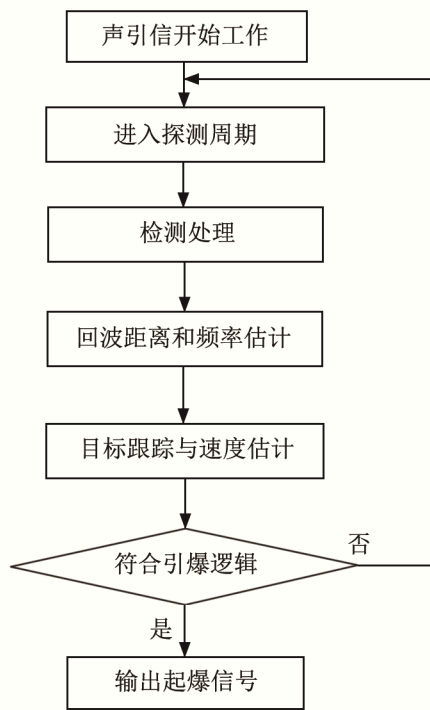 声引信开始工作
进入探测周期
检测处理
回波距离和频率估计
目标跟踪与速度估计
符合引爆逻辑
否
是
输出起爆信号